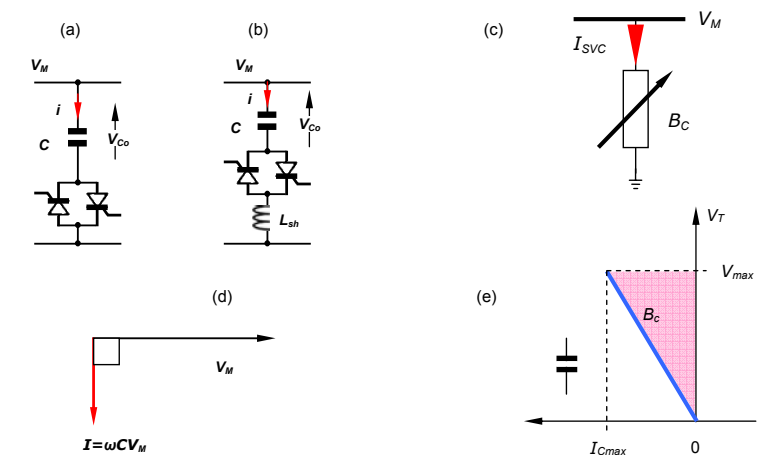 (a)
(b)
(c)
V_M
V_M
V_M
I_SVC
i
i
C
V_Co
C
V_Co
B_C
L_sh
V_T
(d)
(e)
V_max
B_c
V_M
I=ωCV_M
I_Cmax
0